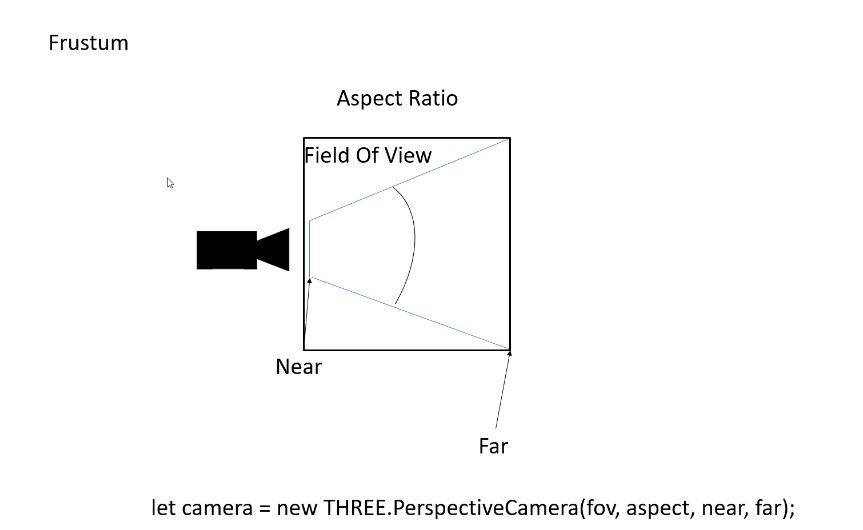 Frustum
Aspect Ratio
Field Of View
Near
Far
let camera = new THREE.PerspectiveCamera(fov, aspect, near, far);